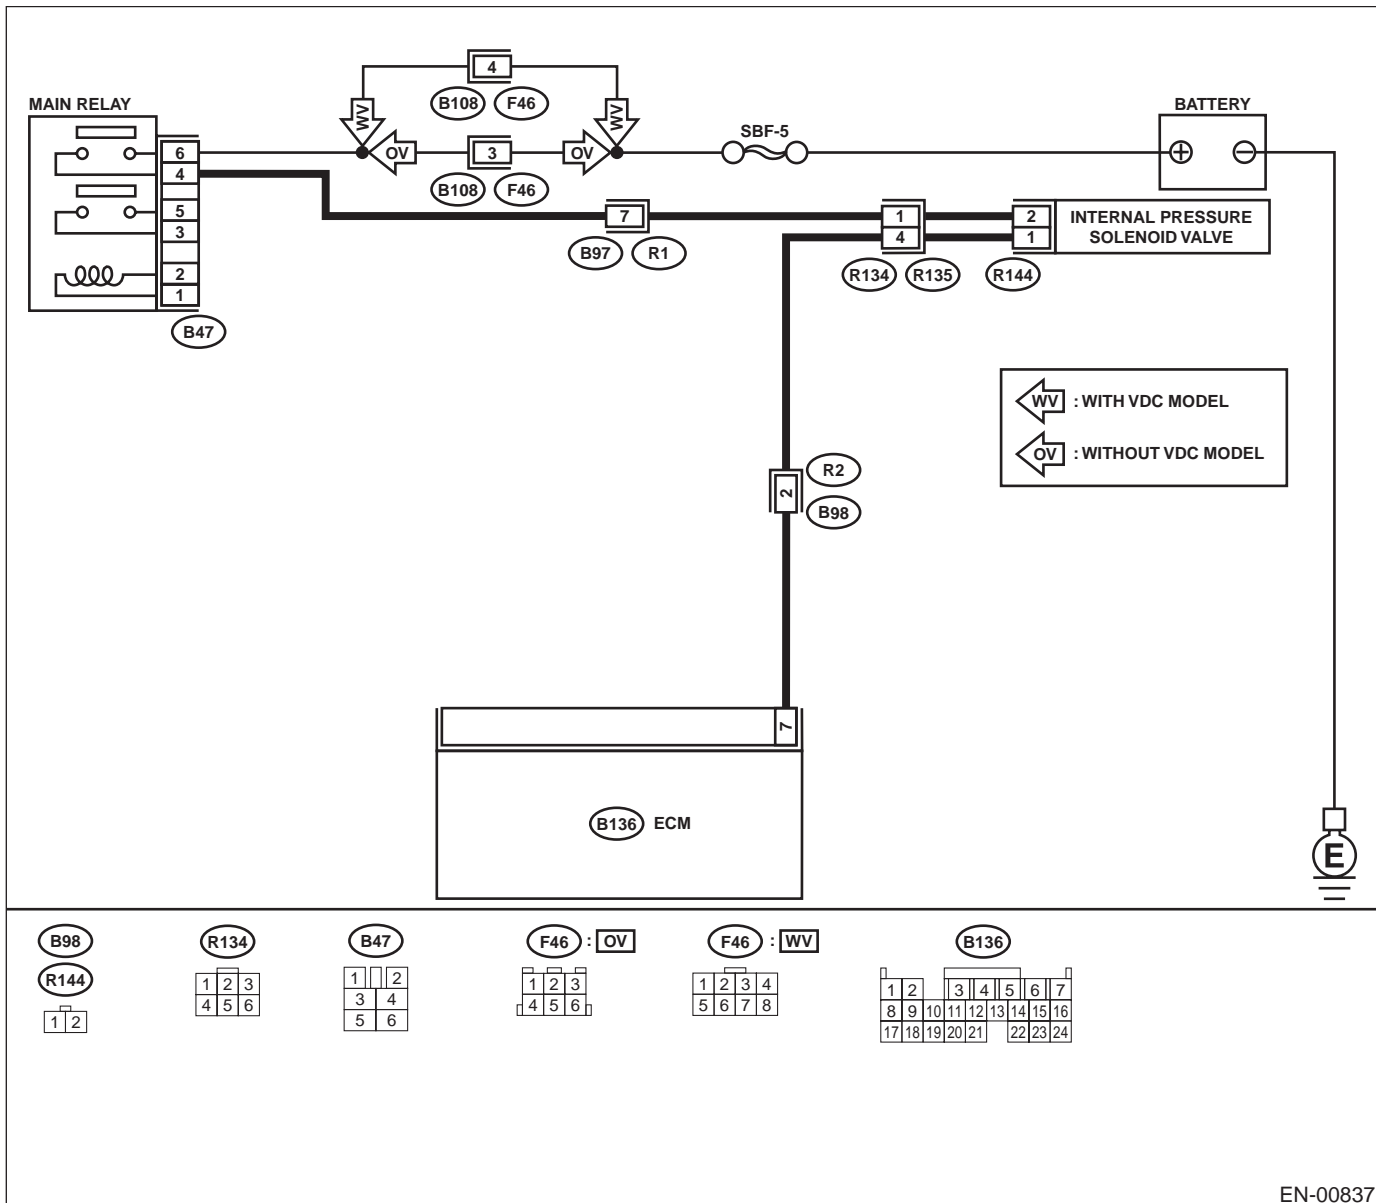 4
MAIN RELAY
B108 F46
BATTERY
WV WV
SBF-5
6 OV 3 OV
4
B108 F46
5 7 1 2 INTERNAL PRESSURE
3 4 1 SOLENOID VALVE
B97 R1
2 R134 R135 R144
1
B47
WV : WITH VDC MODEL
OV : WITHOUT VDC MODEL
R2
2
B98
7
B136 ECM
E
B98 R134 B47 F46 : OV F46 : WV B136
R144
1 2
1 2 3
4 5 6
1 2
3 4
5 6
1 2 3
4 5 6
1 2 3 4
5 6 7 8
1 2 3 4 5 6 7
8 9 10 11 12 13 14 15 16
17 18 19 20 21 22 23 24
EN-00837